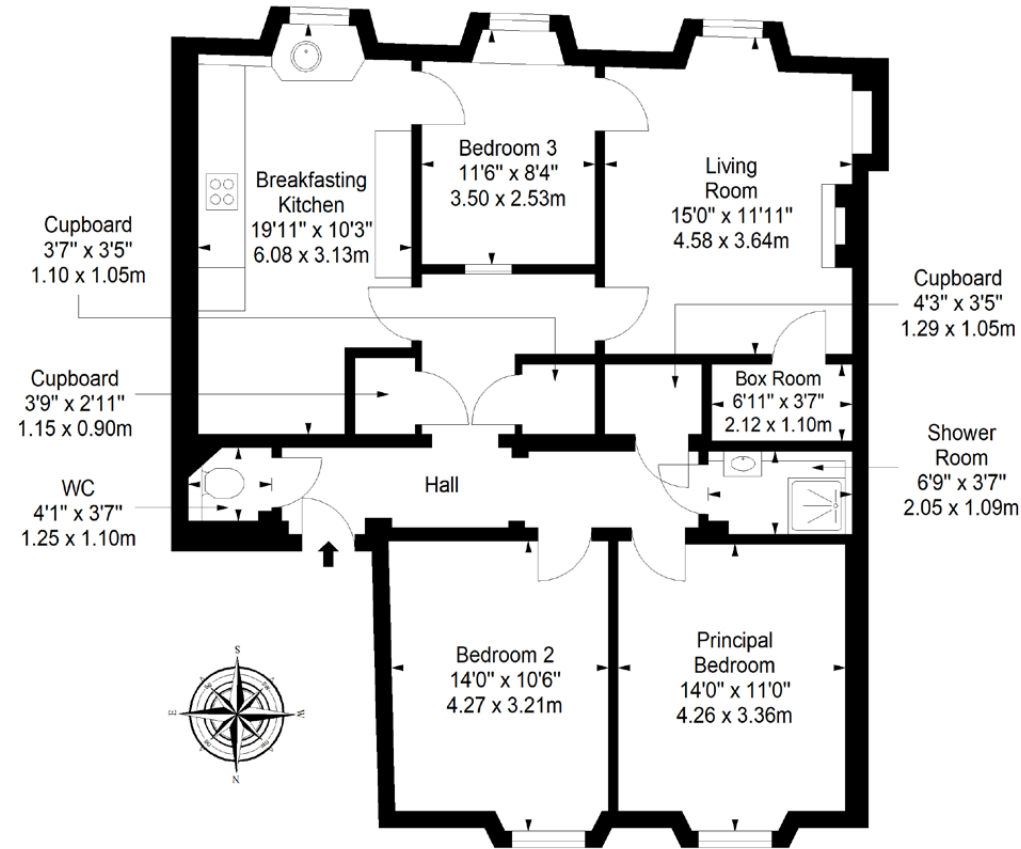 Bedroom 3
11'6" x 8'4"
3.50 x 2.53m
Living
Room
15'0" x 11'11"
4.58 x 3.64m
Breakfasting
Kitchen
19'11" x 10'3"
6.08 x 3.13m
Cupboard
3'7" x 3'5"
1.10 x 1.05m
Cupboard
4'3" x 3'5"
1.29 x 1.05m
Cupboard
3'9" x 2'11"
1.15 x 0.90m
Box Room
6'11" x 3'7"
2.12 x 1.10m
Shower
Room
6'9" x 3'7"
2.05 x 1.09m
WC
4'1" x 3'7"
1.25 x 1.10m
Hall
Bedroom 2
14'0" x 10'6"
4.27 x 3.21m
Principal
Bedroom
14'0" x 11'0"
4.26 x 3.36m
S
E
W
N